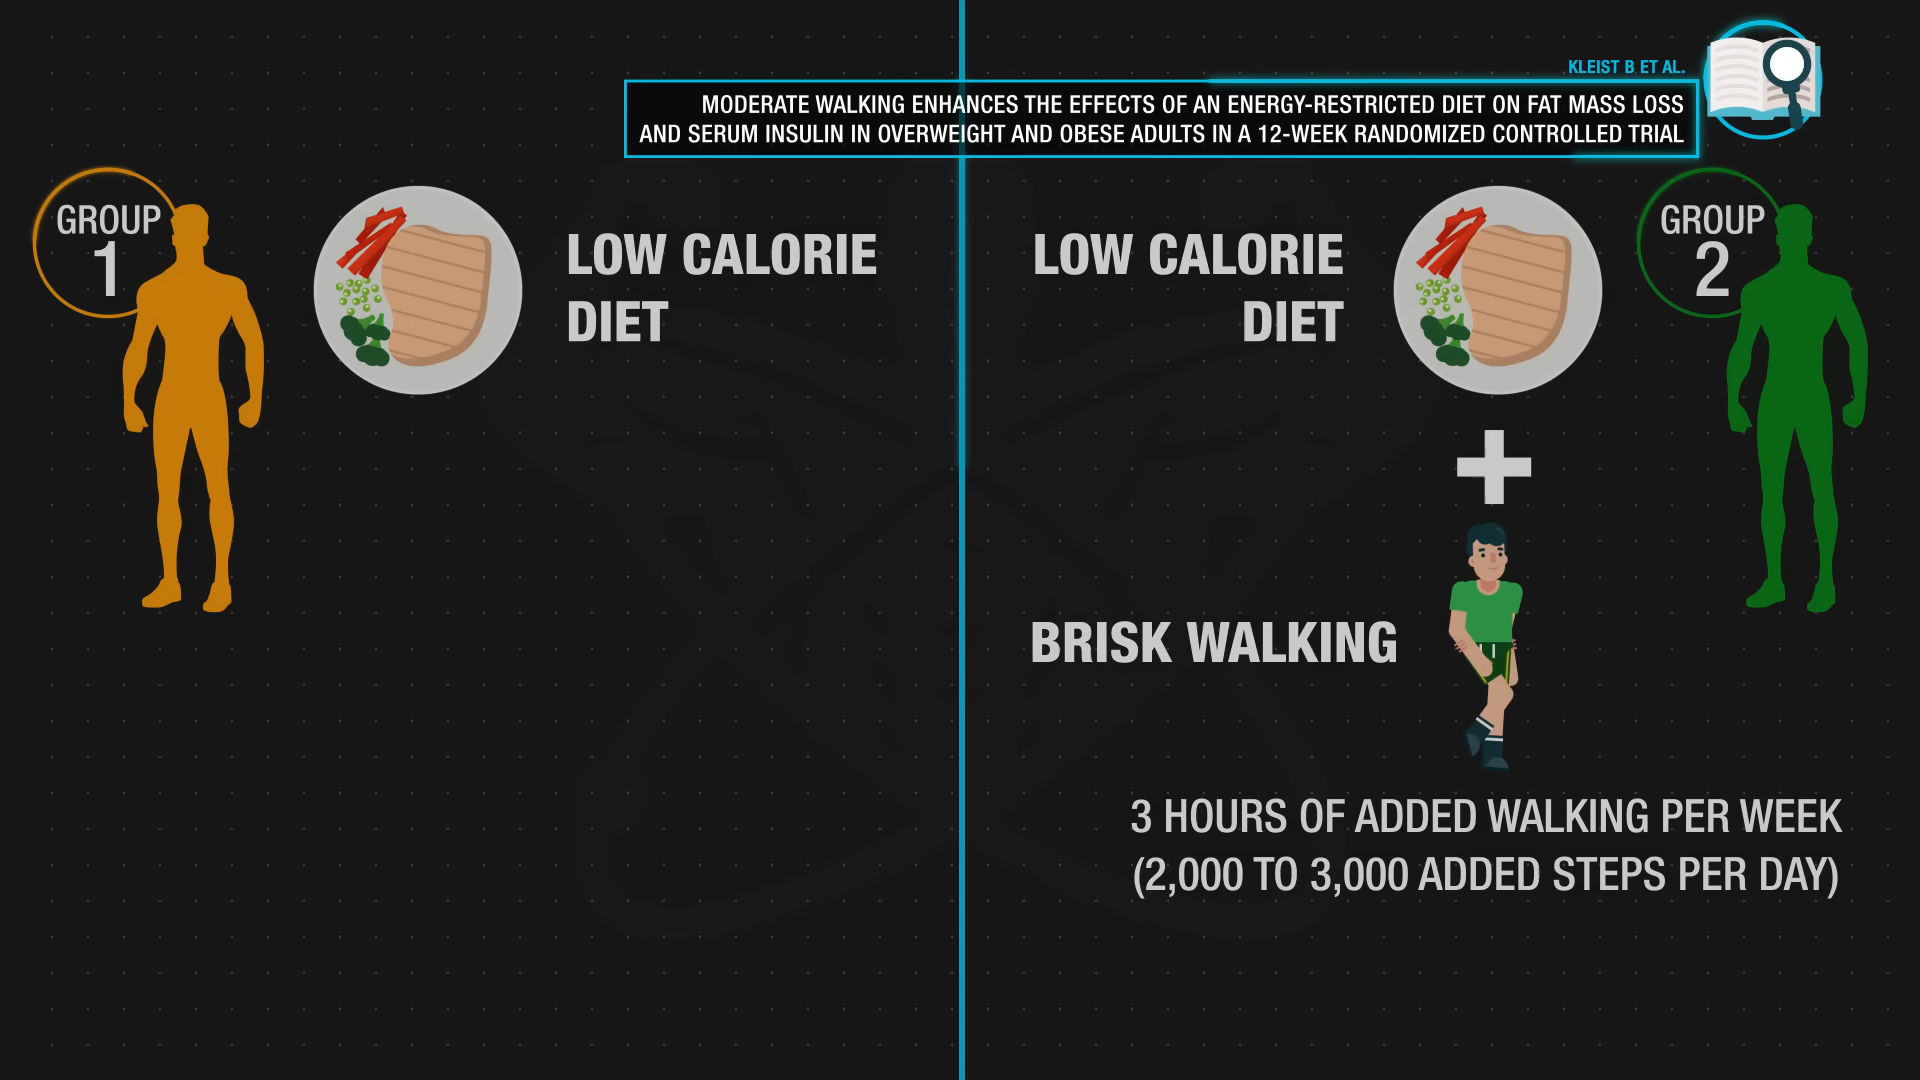 KLEIST B. ET AL.
MODERATE WALKING ENHANCES THE EFFECTS OF AN ENERGY-RESTRICTED DIET ON FAT MASS LOSS
AND SERUM INSULIN IN OVERWEIGHT AND OBESE ADULTS IN A 12-WEEK RANDOMIZED CONTROLLED TRIAL
GROUP
1
LOW CALORIE
DIET
LOW CALORIE
DIET
GROUP
2
+
BRISK WALKING
3 HOURS OF ADDED WALKING PER WEEK
(2,000 TO 3,000 ADDED STEPS PER DAY)